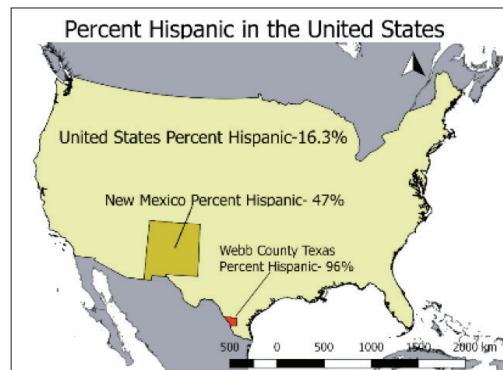 Percent Hispanic in the United States
United States Percent Hispanic-16.3%
New Mexico Percent Hispanic- 47%
Webb County Texas
Percent Hispanic- 96%
500 0 500 1000 1500 2000 km